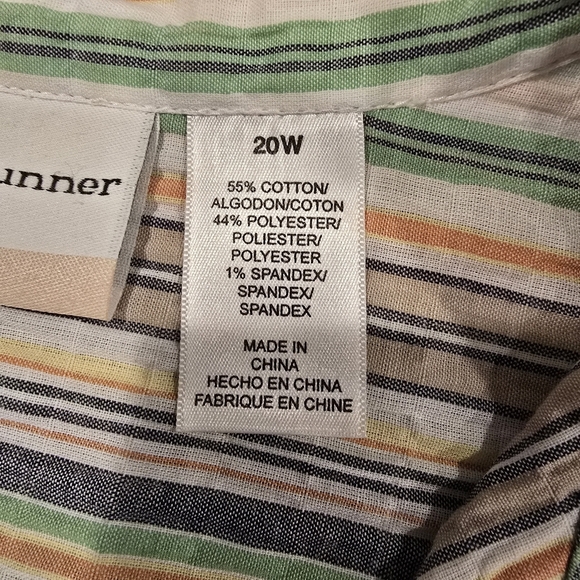 unner
20W
55% COTTON/
ALGODON/COTON
44% POLYESTER/
POLIESTER/
POLYESTER
1% SPANDEX/
SPANDEX/
SPANDEX
MADE IN
CHINA
HECHO EN CHINA
FABRIQUE EN CHINE